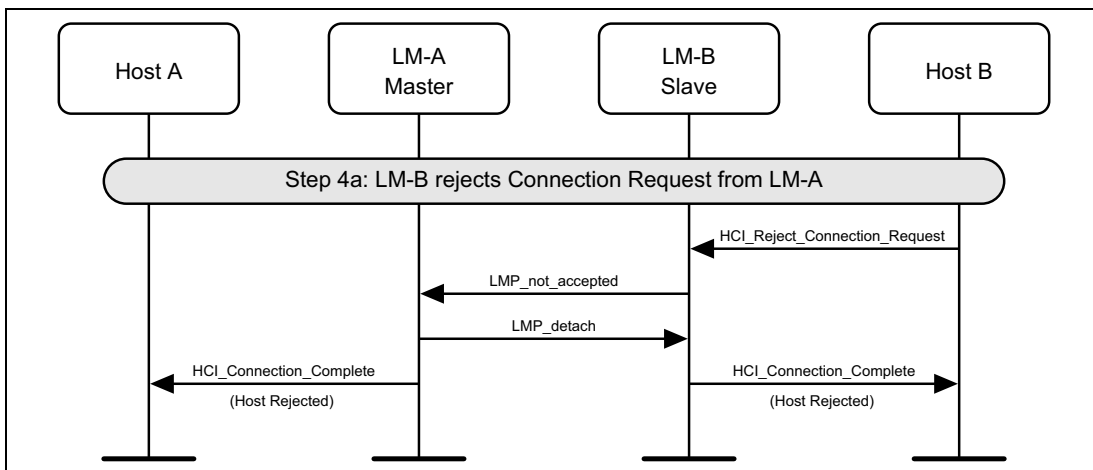 Host A
LM-A
Master
LM-B
Slave
Host B
Step 4a: LM-B rejects Connection Request from LM-A
HCI_Reject_Connection_Request
LMP_not_accepted
LMP_detach
HCI_Connection_Complete
(Host Rejected)
HCI_Connection_Complete
(Host Rejected)